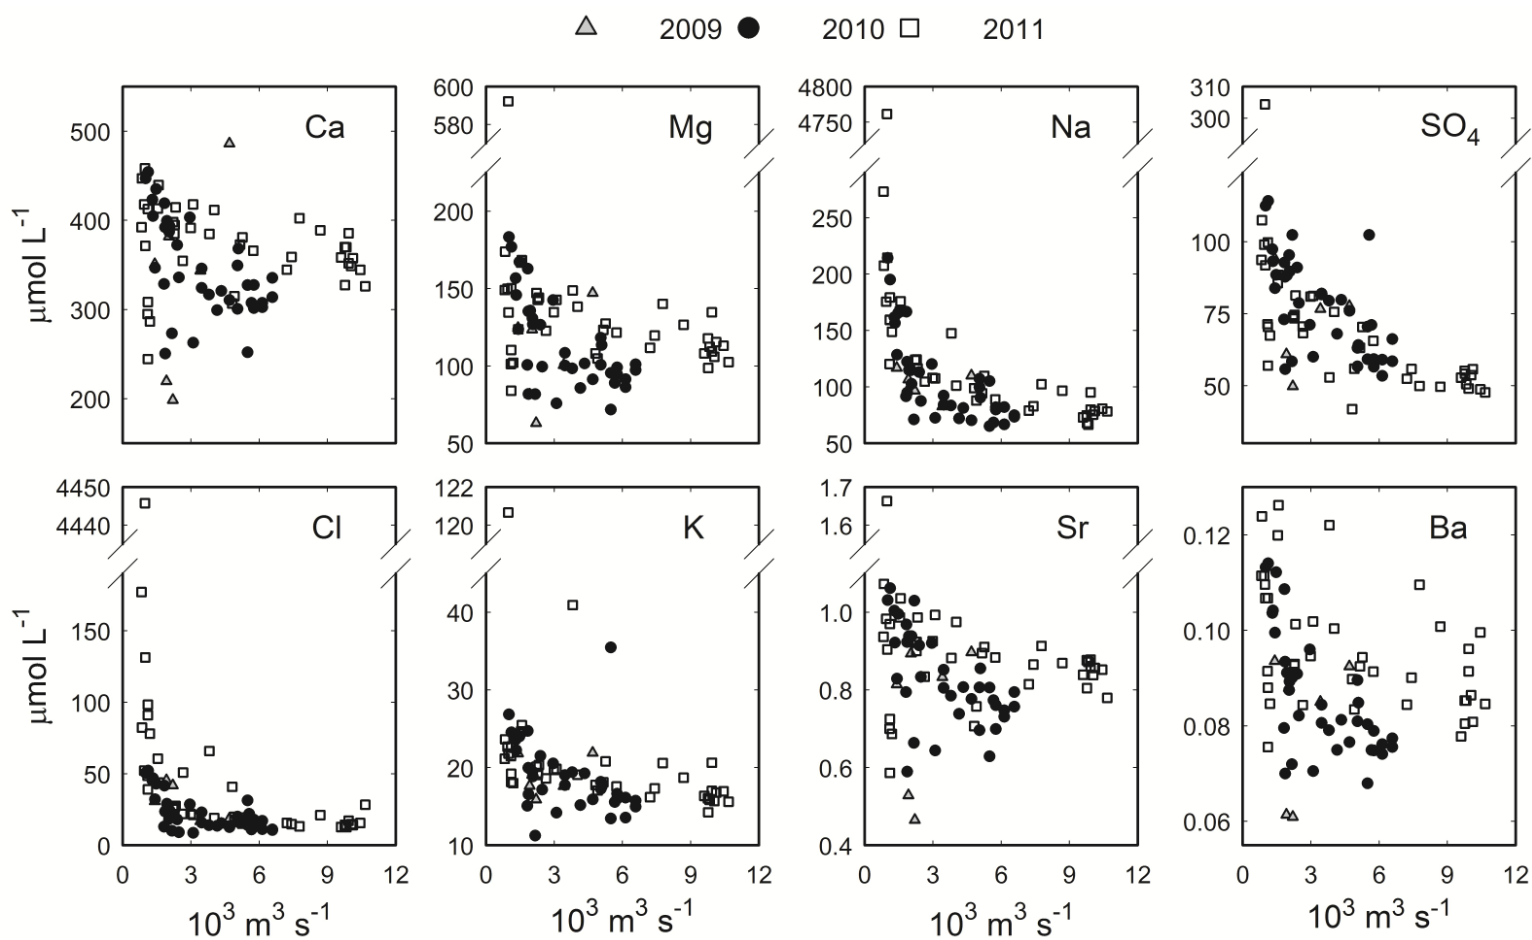 2009 2010 2011
4800 310
600 4750 300
500 Ca 580 Mg Na SO4
μmol L-1
200 250 100
400 150 200
300 150 75
100 100
200 50 50 50
4450 122 1.7 0.12
4440 Cl 120 K 1.6 Sr Ba
μmol L-1
150 40 1.0 0.10
100 30 0.8
50 20 0.6 0.08
0 10 0.4 0.06
0 3 6 9 12 0 3 6 9 12 0 3 6 9 12 0 3 6 9 12
10³ m³ s-1 10³ m³ s-1 10³ m³ s-1 10³ m³ s-1